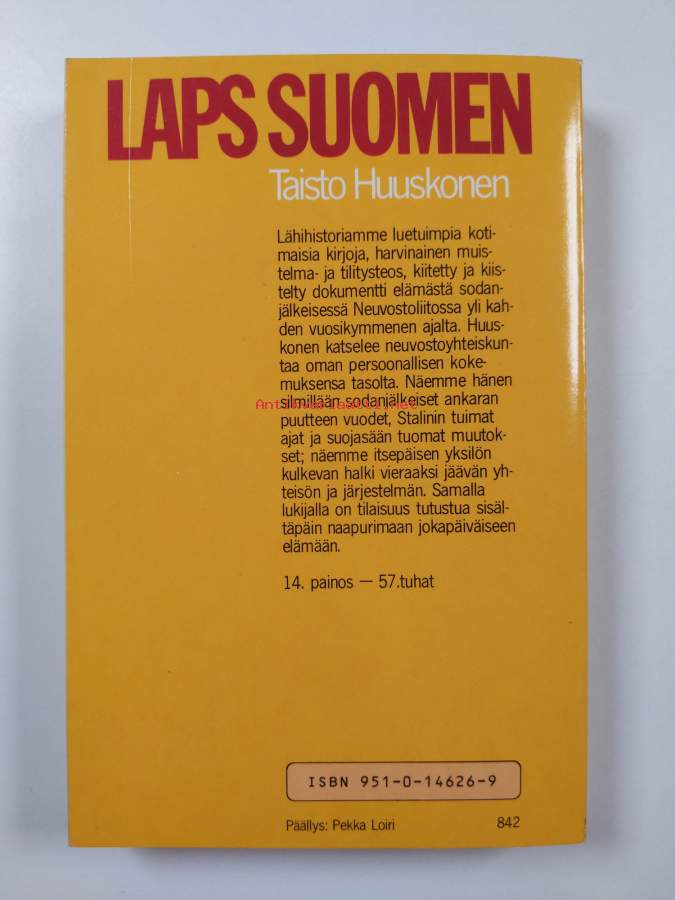 LAPS SUOMEN
Taisto Huuskonen
Lähihistoriamme luetuimpia koti-
maisia kirjoja, harvinainen muis-
telma- ja tilitysteos, kiitetty ja kiis-
telty dokumentti elämästä sodan-
jälkeisessä Neuvostoliitossa yli kah-
den vuosikymmenen ajalta. Huus-
konen katselee neuvostoyhteiskun-
taa oman persoonallisen koke-
muksensa tasolta. Näemme hänen
silmillään sodanjälkeiset ankaran
Antikvariaatti.net
puutteen vuodet, Stalinin tuimat
ajat ja suojasään tuomat muutok-
set; näemme itsepäisen yksilön
kulkevan halki vieraaksi jäävän yh-
teisön ja järjestelmän. Samalla
lukijalla on tilaisuus tutustua sisäl-
täpäin naapurimaan jokapäiväiseen
elämään.
14. painos — 57.tuhat
ISBN 951-0-14626-9
Päällys: Pekka Loiri 842